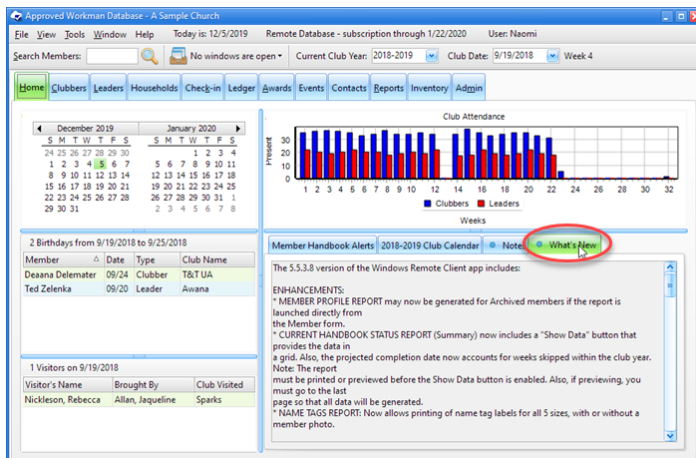 Approved Workman Database - A Sample Church
File View Tools Window Help Today is: 12/5/2019 Remote Database - subscription through 1/22/2020 User: Naomi
Search Members: No windows are open Current Club Year: 2018-2019 Club Date: 9/19/2018 Week 4
Home Clubbers Leaders Households Check-in Ledger Awards Events Contacts Reports Inventory Admin
December 2019 January 2020
S M T W T F S S M T W T F S
24 25 26 27 28 29 30 1 2 3 4
1 2 3 4 5 6 7 5 6 7 8 9 10 11
8 9 10 11 12 13 14 12 13 14 15 16 17 18
15 16 17 18 19 20 21 19 20 21 22 23 24 25
22 23 24 25 26 27 28 26 27 28 29 30 31 1
29 30 31 2 3 4 5 6 7 8
Club Attendance
Present
30
20
10
0
1 2 3 4 5 6 7 8 9 10 12 14 16 18 20 22 24 26 28 30 32
Clubbers Leaders
Weeks
2 Birthdays from 9/19/2018 to 9/25/2018
Member Date Type Club Name
Deaana Delemater 09/24 Clubber T&T UA
Ted Zelenka 09/20 Leader Awana
1 Visitors on 9/19/2018
Visitor's Name Brought By Club Visited
Nickleson, Rebecca Allan, Jaqueline Sparks
Member Handbook Alerts 2018-2019 Club Calendar Notes What's New
The 5.5.3.8 version of the Windows Remote Client app includes:
ENHANCEMENTS:
* MEMBER PROFILE REPORT may now be generated for Archived members if the report is
launched directly from
the Member form.
* CURRENT HANDBOOK STATUS REPORT (Summary) now includes a "Show Data" button that
provides the data in
a grid. Also, the projected completion date now accounts for weeks skipped within the club year.
Note: The report
must be printed or previewed before the Show Data button is enabled. Also, if previewing, you
must go to the last
page so that all data will be generated.
* NAME TAGS REPORT: Now allows printing of name tag labels for all 5 sizes, with or without a
member photo.